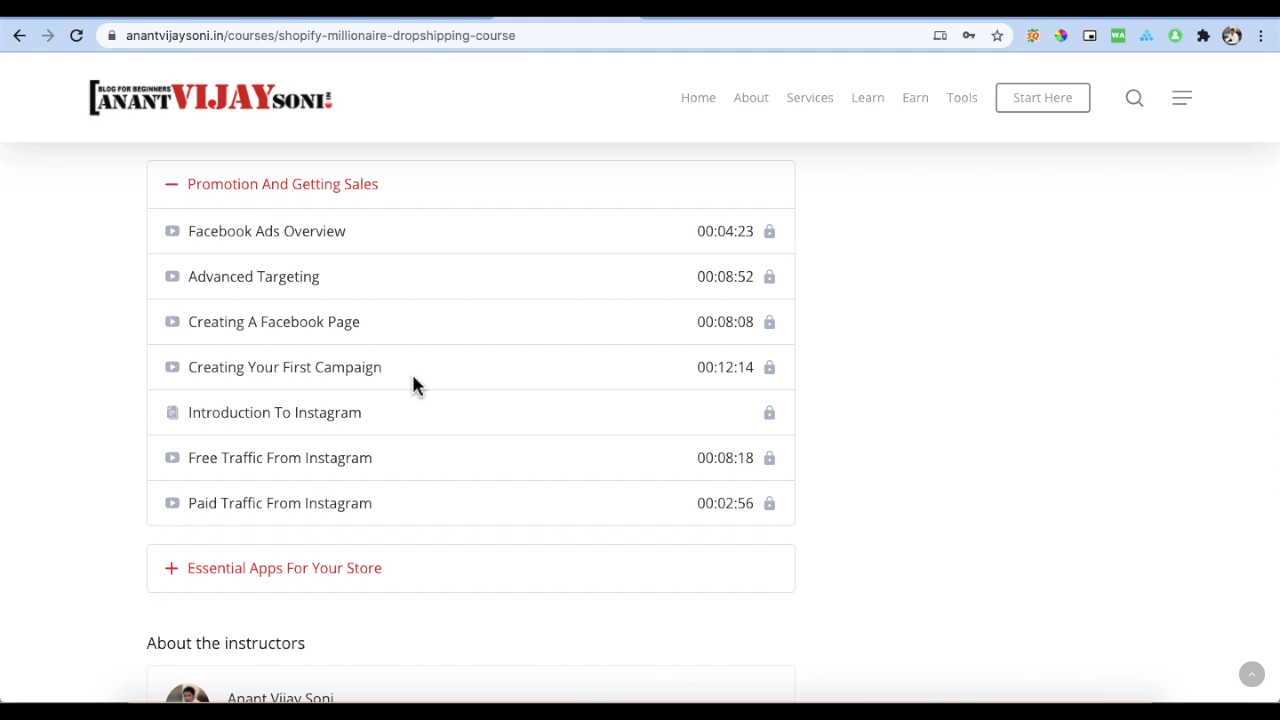 anantvijaysoni.in/courses/shopify-millionaire-dropshipping-course
BLOG FOR BEGINNERS
ANANTVIJAYSONI.IN
Home About Services Learn Earn Tools Start Here
Promotion And Getting Sales
Facebook Ads Overview 00:04:23
Advanced Targeting 00:08:52
Creating A Facebook Page 00:08:08
Creating Your First Campaign 00:12:14
Introduction To Instagram
Free Traffic From Instagram 00:08:18
Paid Traffic From Instagram 00:02:56
Essential Apps For Your Store
About the instructors
Anant Vijay Soni